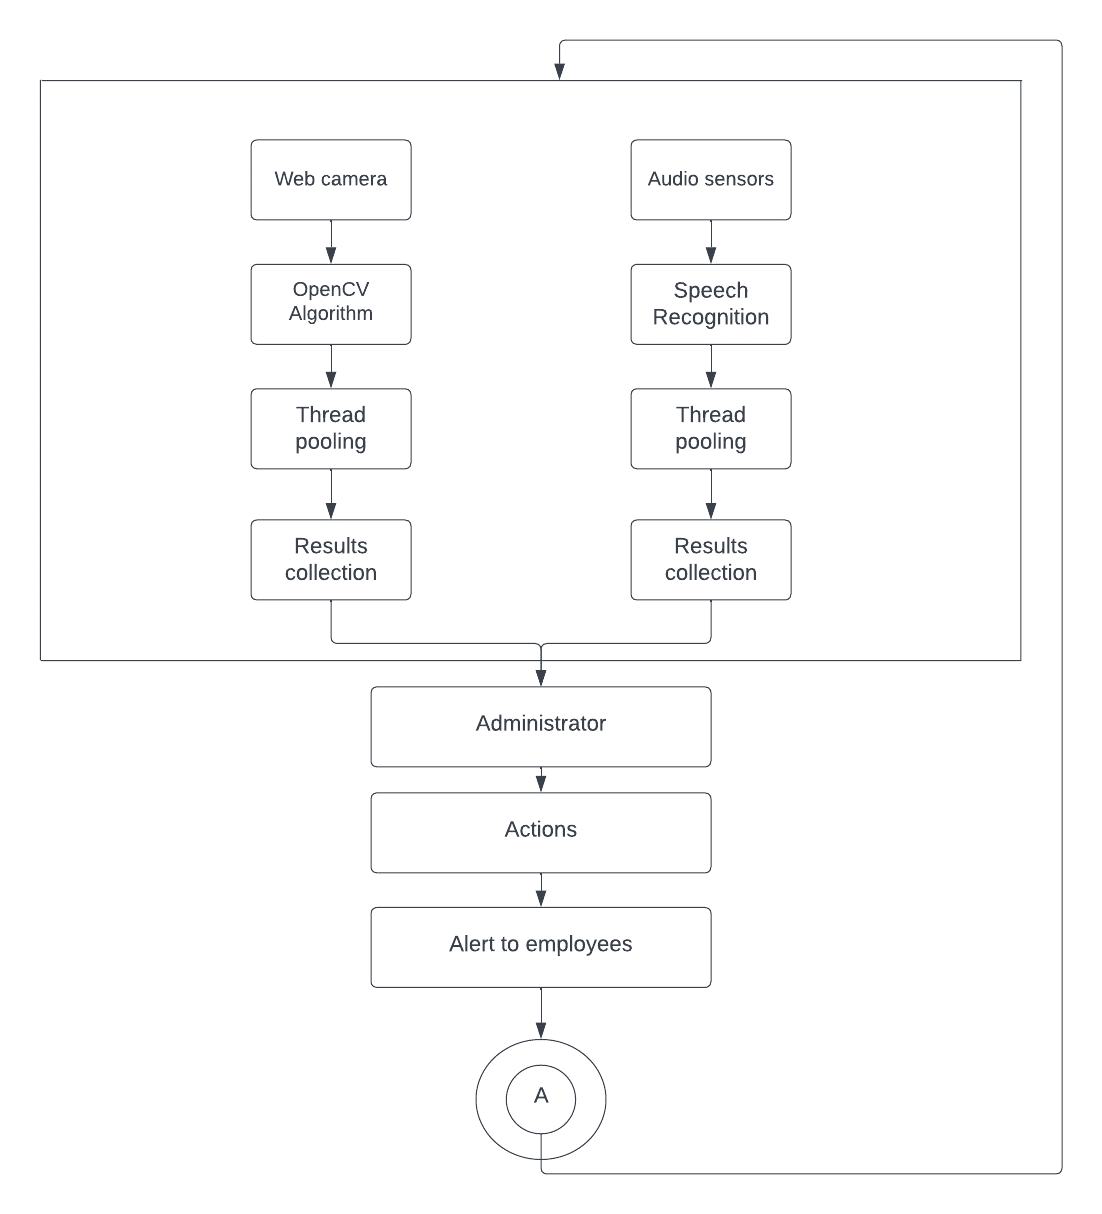 Web camera
Audio sensors
OpenCV
Algorithm
Speech
Recognition
Thread
pooling
Thread
pooling
Results
collection
Results
collection
Administrator
Actions
Alert to employees
A